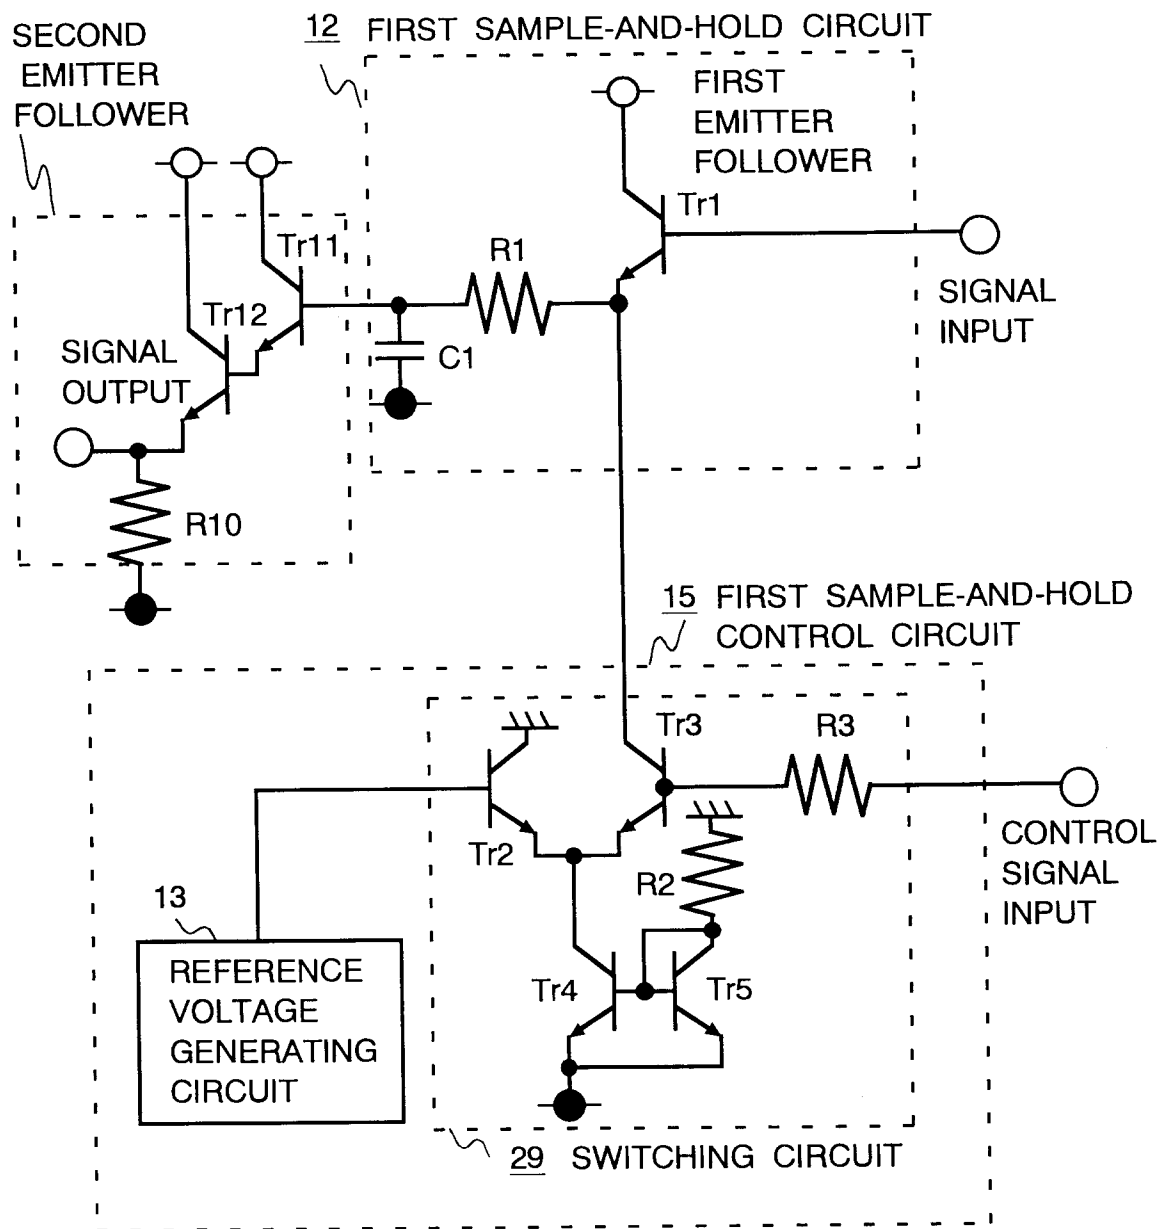 12 FIRST SAMPLE-AND-HOLD CIRCUIT
SECOND
EMITTER
FOLLOWER
FIRST
EMITTER
FOLLOWER
Tr1
Tr11
R1
Tr12
SIGNAL
INPUT
SIGNAL
OUTPUT
C1
R10
15 FIRST SAMPLE-AND-HOLD
CONTROL CIRCUIT
Tr3
R3
Tr2
R2
CONTROL
SIGNAL
INPUT
13
REFERENCE
VOLTAGE
GENERATING
CIRCUIT
Tr4
Tr5
29 SWITCHING CIRCUIT